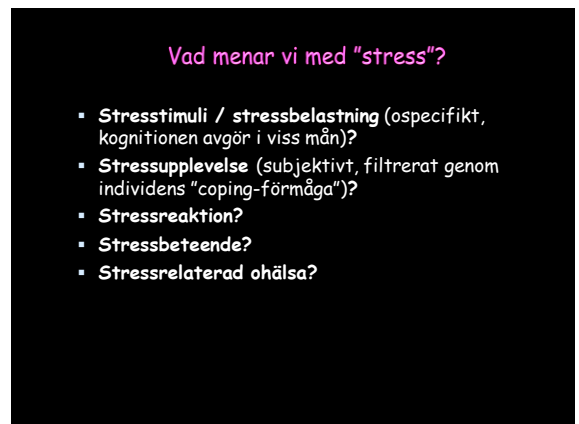 Vad menar vi med ”stress”?
▪ Stresstimuli / stressbelastning (ospecifikt,
kognitionen avgör i viss mån)?
▪ Stressupplevelse (subjektivt, filtrerat genom
individens ”coping-förmåga”)?
▪ Stressreaktion?
▪ Stressbeteende?
▪ Stressrelaterad ohälsa?